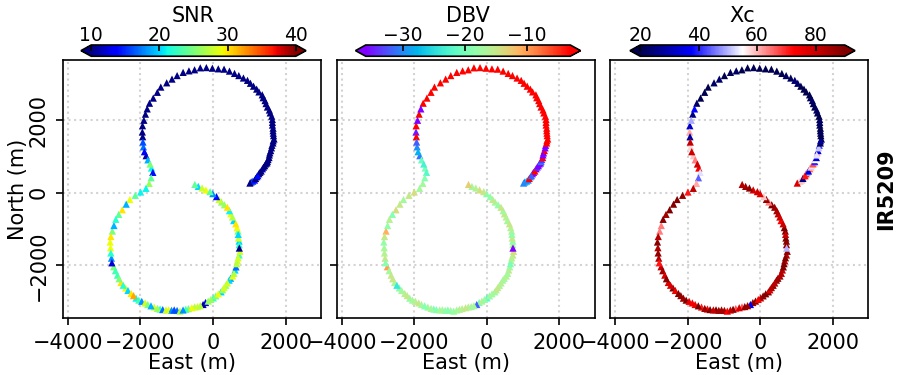 SNR DBV Xc
10 20 30 40 −30 −20 −10 20 40 60 80
North (m)
2000
0
−2000
IR5209
−4000 −2000 0 2000 −4000 −2000 0 2000 −4000 −2000 0 2000
East (m) East (m) East (m)